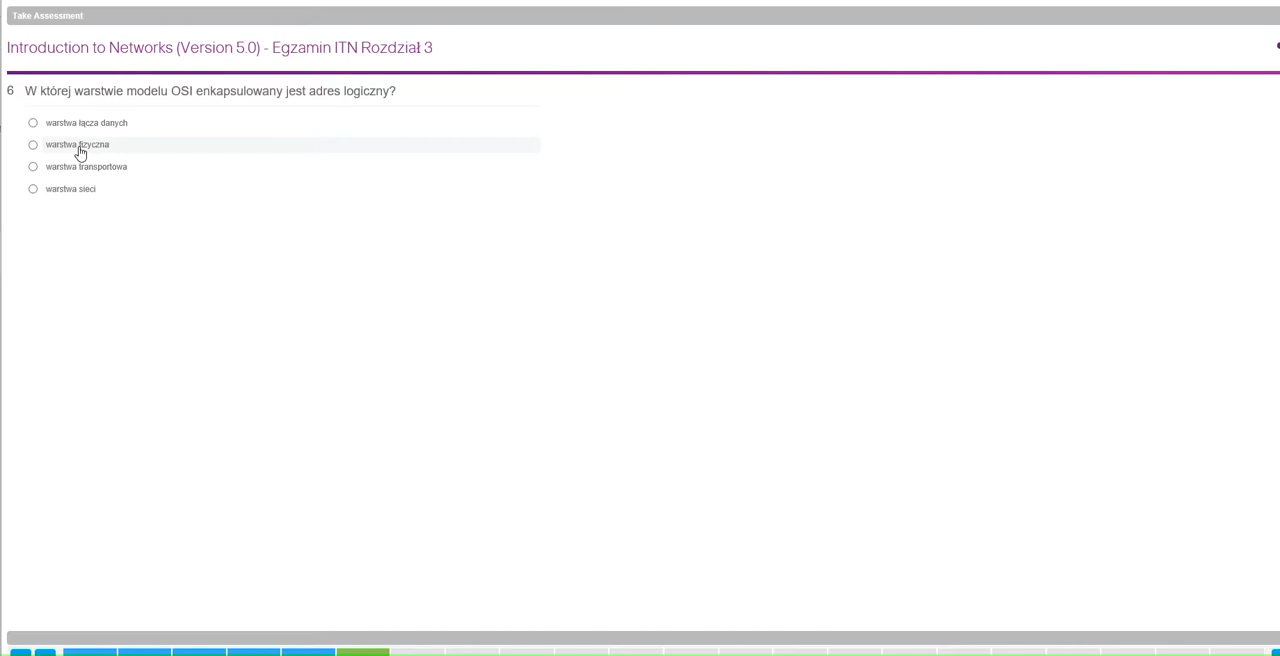 Take Assessment
Introduction to Networks (Version 5.0) - Egzamin ITN Rozdział 3
6 W której warstwie modelu OSI enkapsulowany jest adres logiczny?
warstwa łącza danych
warstwa fizyczna
warstwa transportowa
warstwa sieci